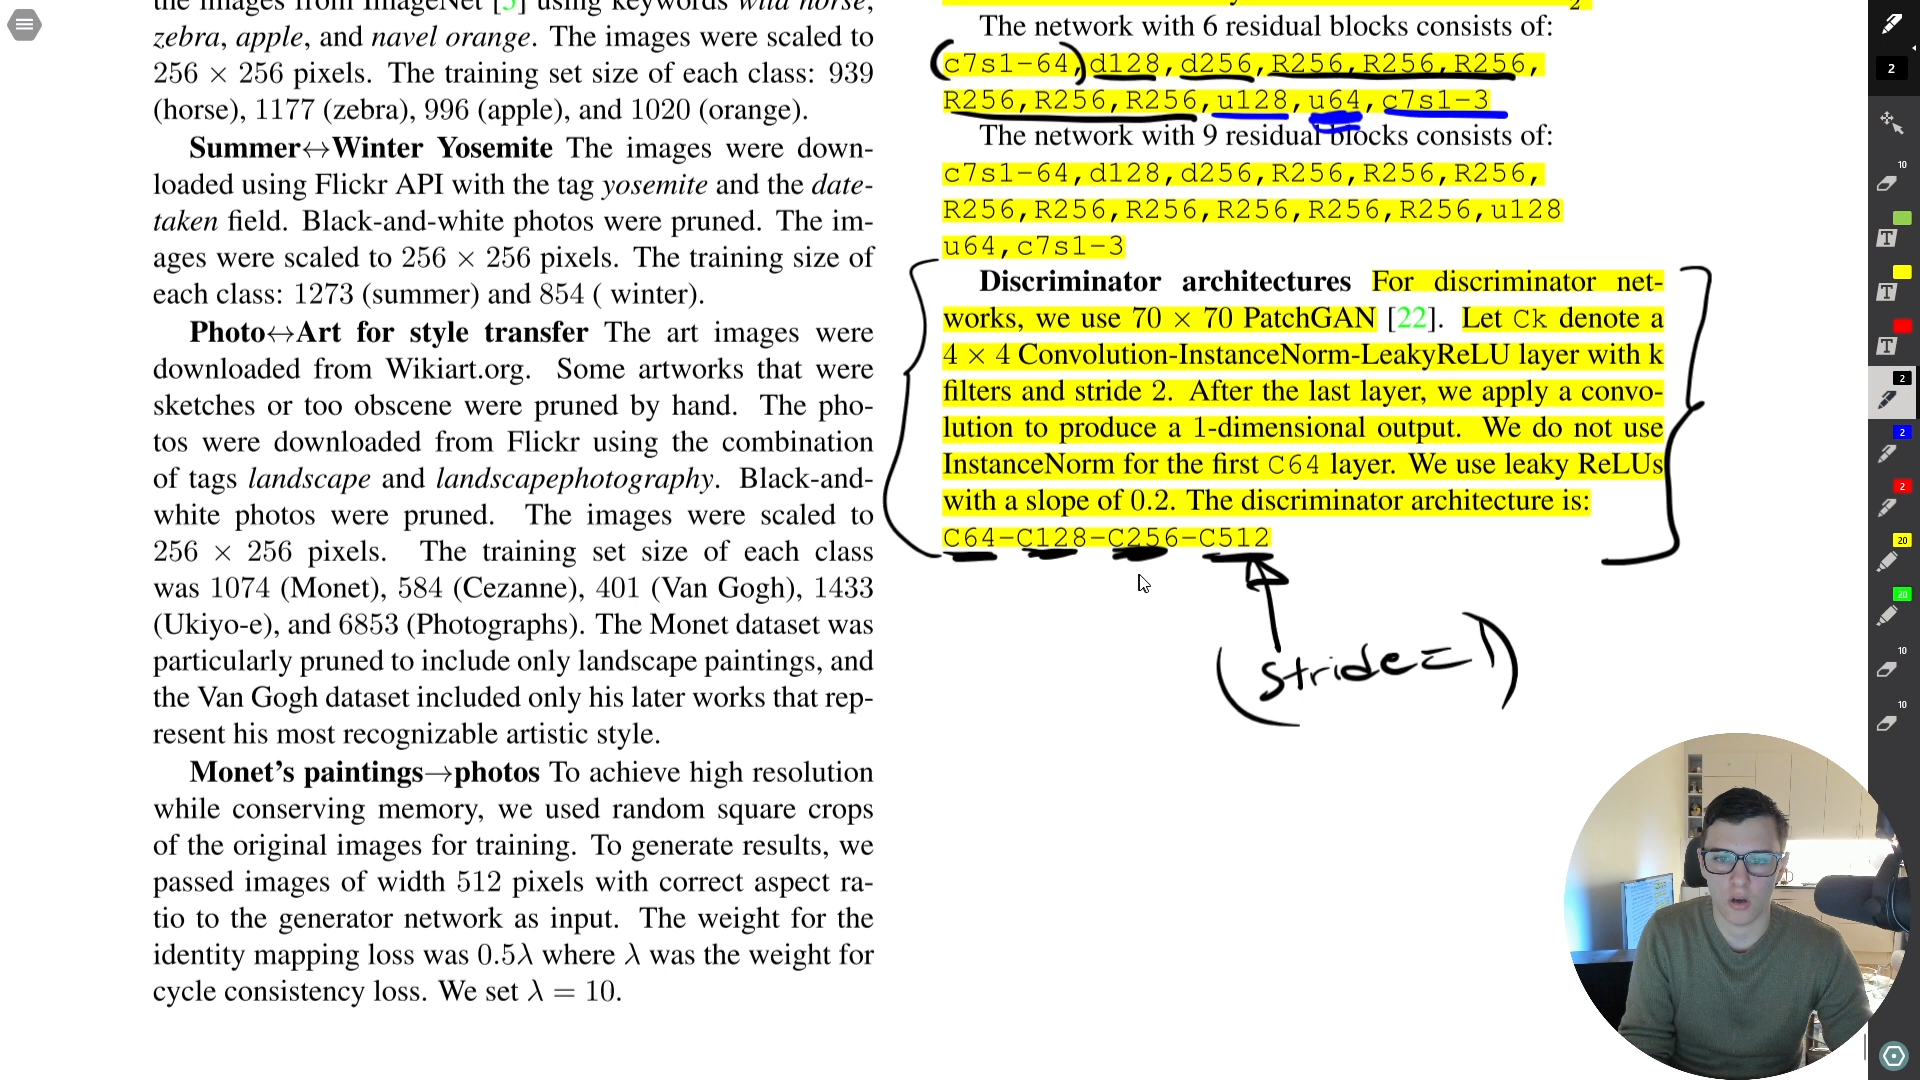 the images from ImageNet [5] using keywords wild horse,
zebra, apple, and navel orange. The images were scaled to
256 × 256 pixels. The training set size of each class: 939
(horse), 1177 (zebra), 996 (apple), and 1020 (orange).
Summer↔Winter Yosemite The images were down-
loaded using Flickr API with the tag yosemite and the date-
taken field. Black-and-white photos were pruned. The im-
ages were scaled to 256 × 256 pixels. The training size of
each class: 1273 (summer) and 854 ( winter).
Photo↔Art for style transfer The art images were
downloaded from Wikiart.org. Some artworks that were
sketches or too obscene were pruned by hand. The pho-
tos were downloaded from Flickr using the combination
of tags landscape and landscapephotography. Black-and-
white photos were pruned. The images were scaled to
256 × 256 pixels. The training set size of each class
was 1074 (Monet), 584 (Cezanne), 401 (Van Gogh), 1433
(Ukiyo-e), and 6853 (Photographs). The Monet dataset was
particularly pruned to include only landscape paintings, and
the Van Gogh dataset included only his later works that rep-
resent his most recognizable artistic style.
Monet's paintings→photos To achieve high resolution
while conserving memory, we used random square crops
of the original images for training. To generate results, we
passed images of width 512 pixels with correct aspect ra-
tio to the generator network as input. The weight for the
identity mapping loss was 0.5λ where λ was the weight for
cycle consistency loss. We set λ = 10.
The network with 6 residual blocks consists of:
c7s1-64,d128,d256,R256,R256,R256,
R256,R256,R256,u128,u64,c7s1-3
The network with 9 residual blocks consists of:
c7s1-64,d128,d256,R256,R256,R256,
R256,R256,R256,R256,R256,R256,u128
u64,c7s1-3
Discriminator architectures For discriminator net-
works, we use 70 × 70 PatchGAN [22]. Let Ck denote a
4 × 4 Convolution-InstanceNorm-LeakyReLU layer with k
filters and stride 2. After the last layer, we apply a convo-
lution to produce a 1-dimensional output. We do not use
InstanceNorm for the first C64 layer. We use leaky ReLUs
with a slope of 0.2. The discriminator architecture is:
C64-C128-C256-C512
(stride=1)
2
10
T
T
T
2
2
2
20
20
10
10